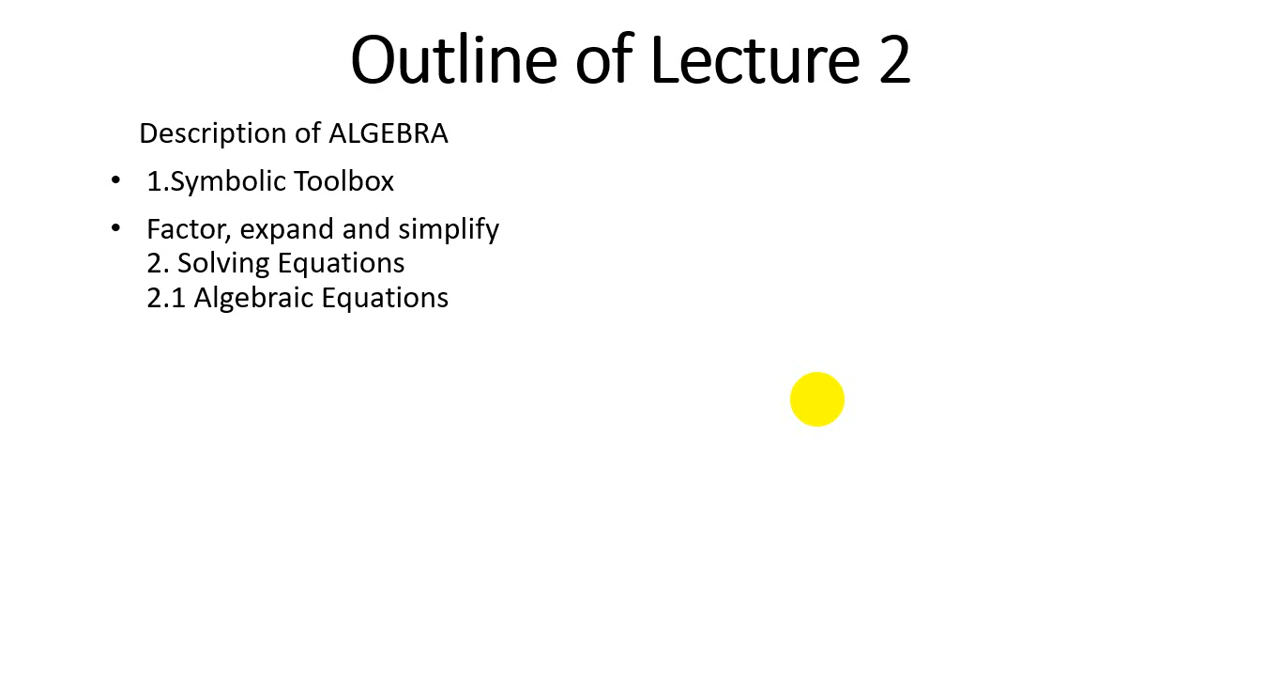 Outline of Lecture 2
Description of ALGEBRA
• 1.Symbolic Toolbox
• Factor, expand and simplify
2. Solving Equations
2.1 Algebraic Equations